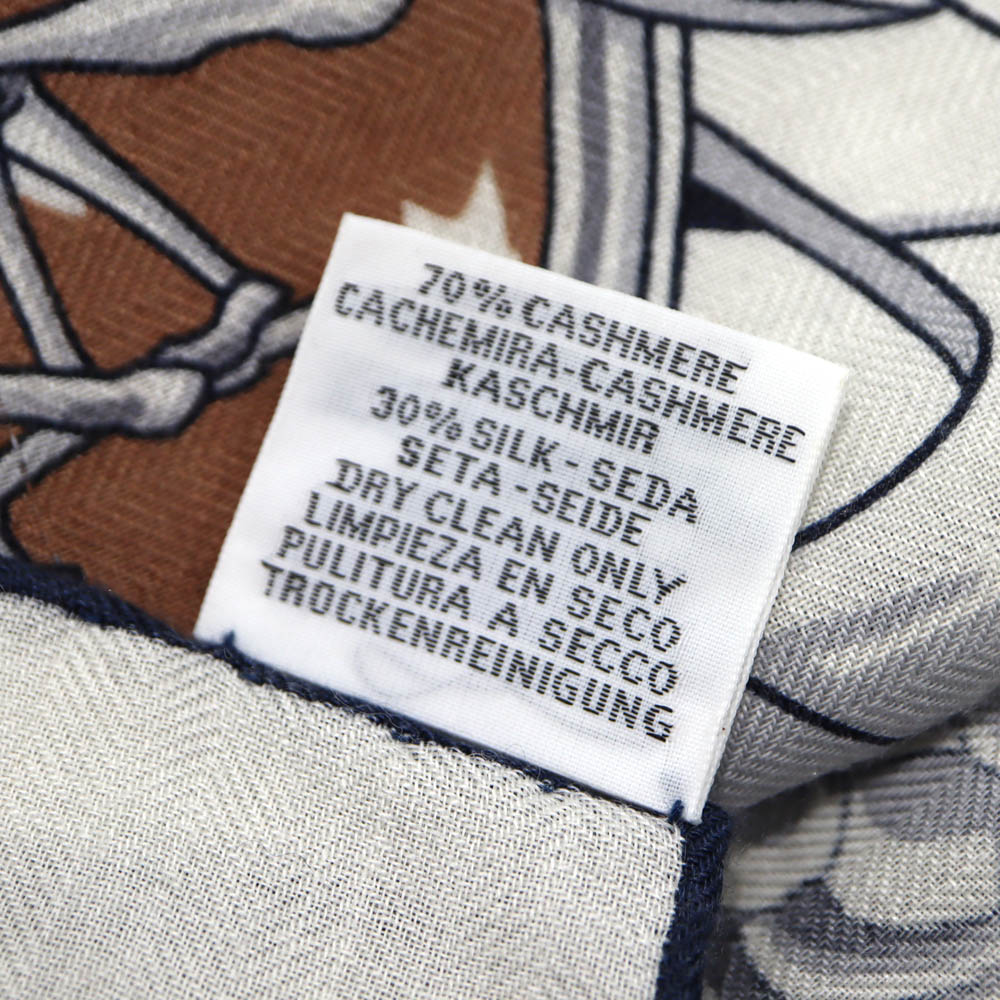 70% CASHMERE
CACHEMIRA-CASHMERE
KASCHMIR
30% SILK - SEDA
SETA - SEIDE
DRY CLEAN ONLY
LIMPIEZA EN SECO
PULITURA A SECCO
TROCKENREINIGUNG